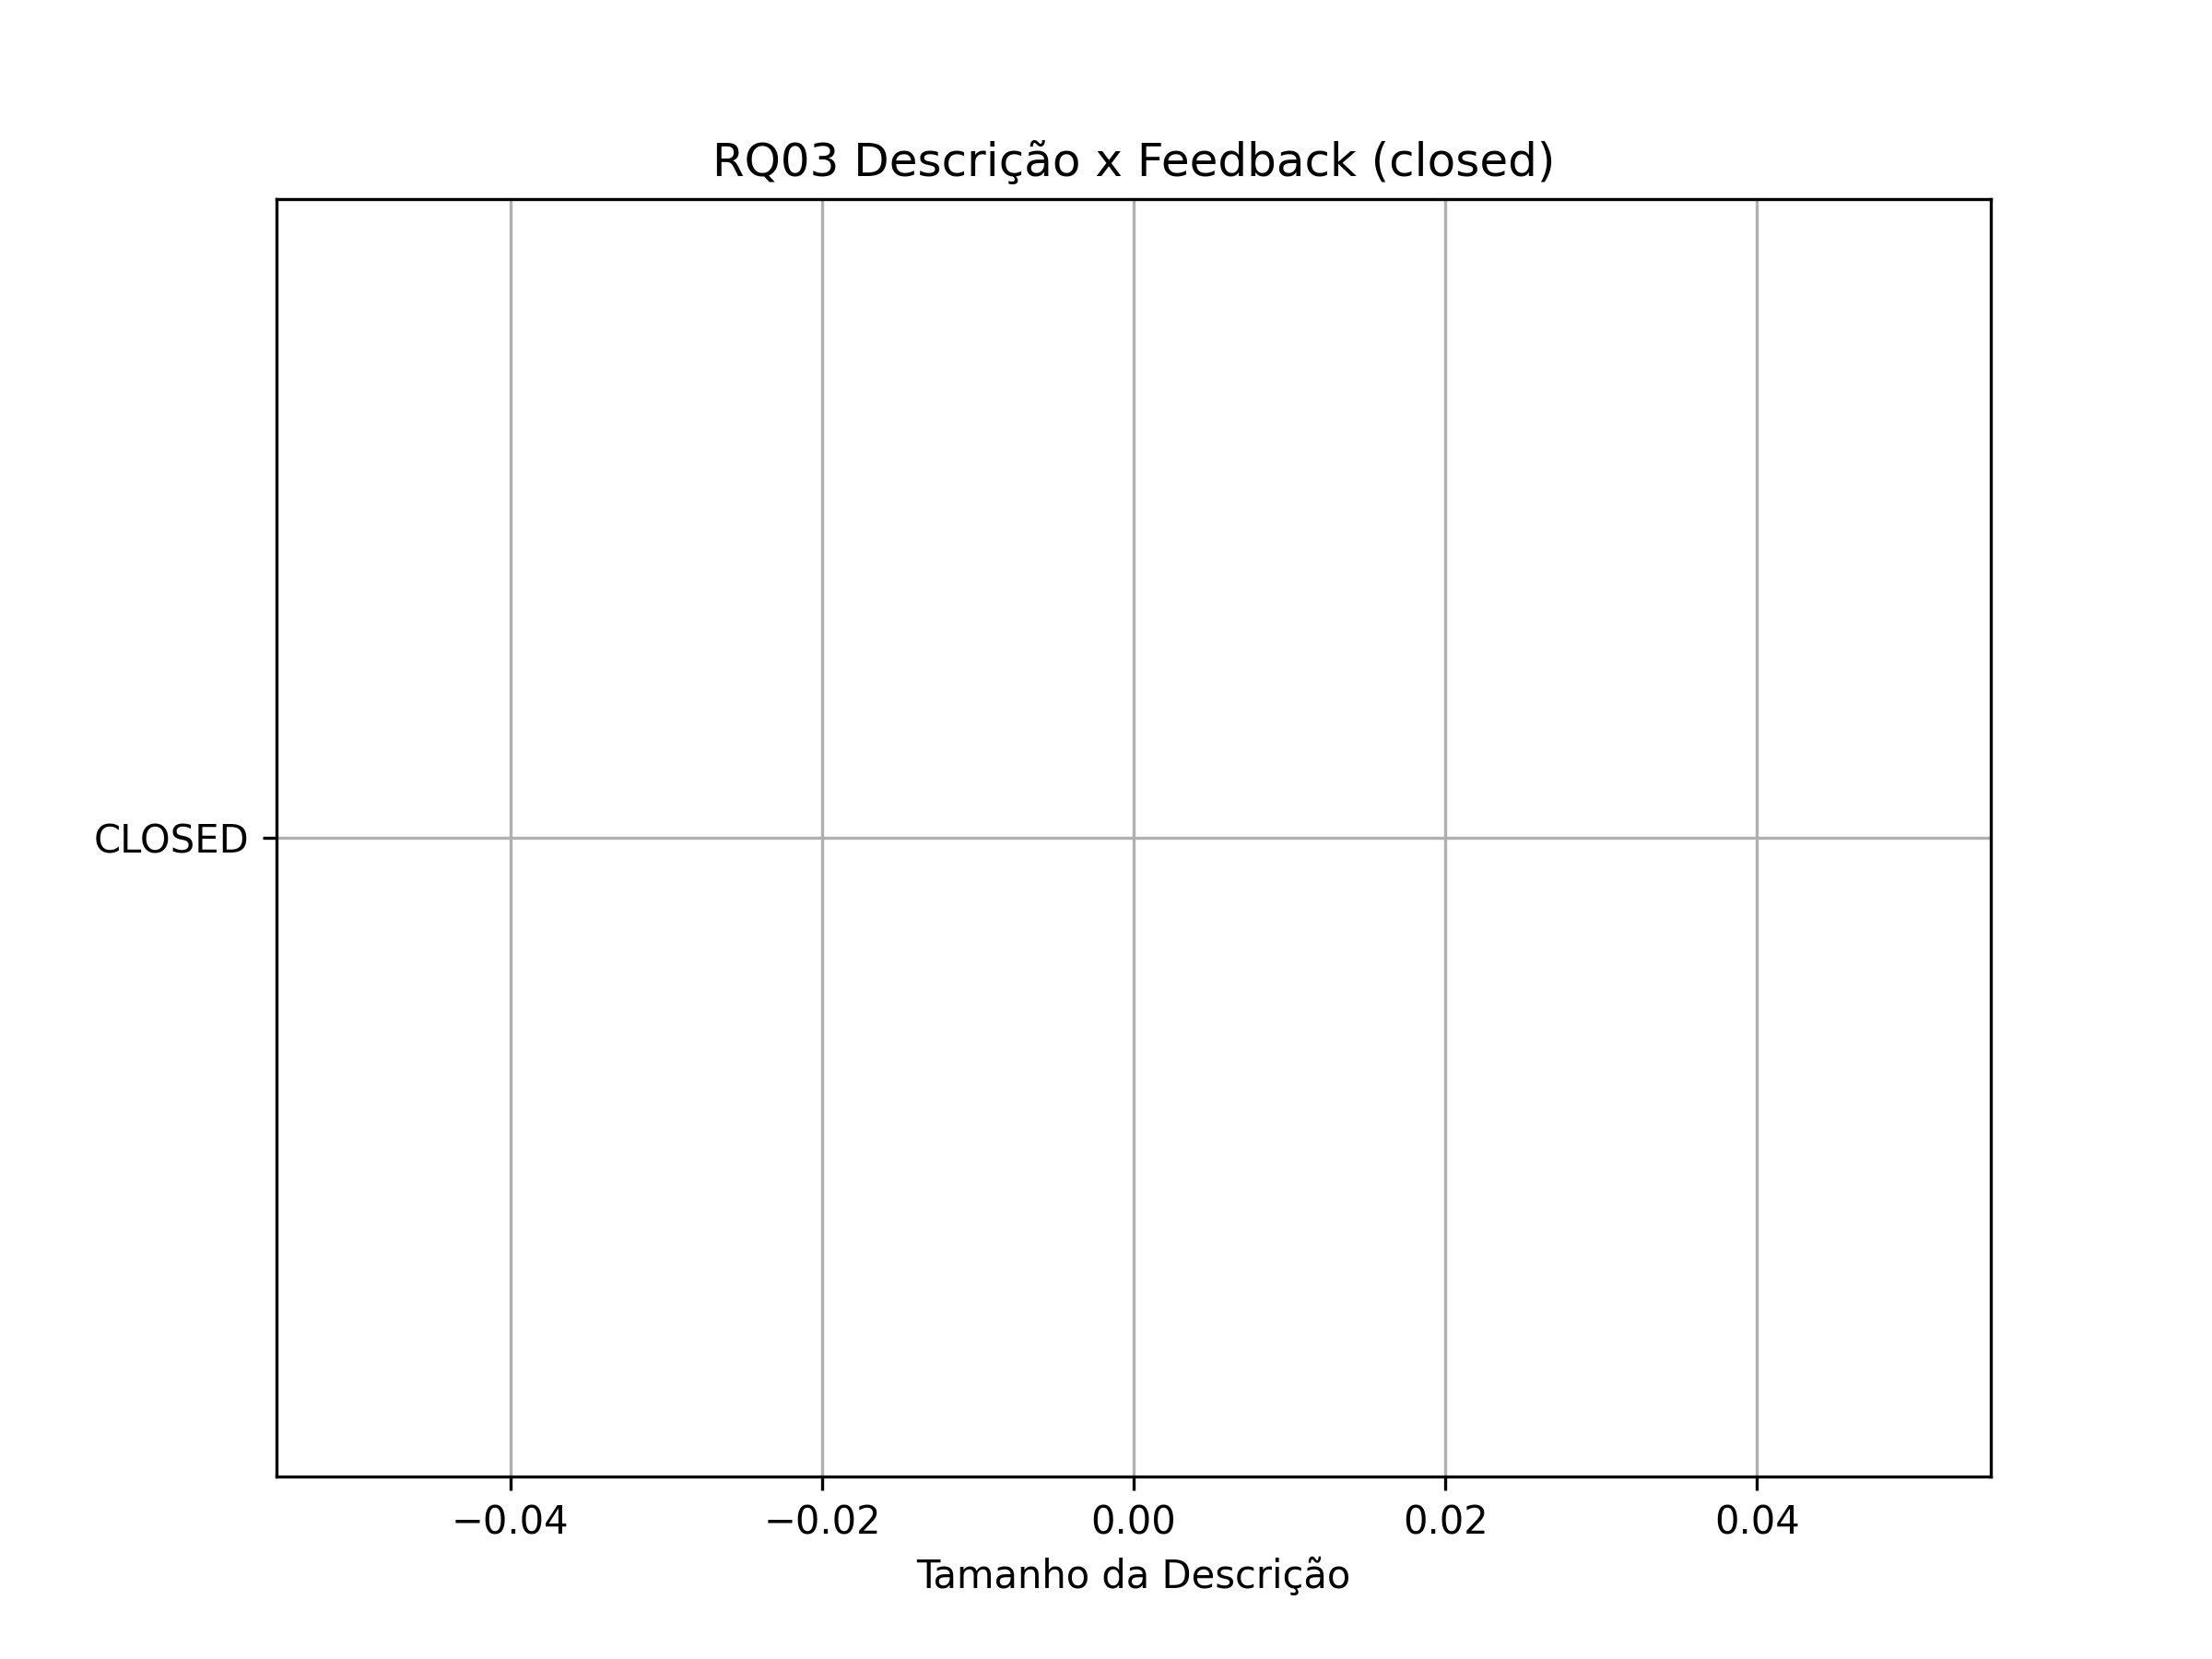 RQ03 Descrição x Feedback (closed)
CLOSED
−0.04 −0.02 0.00 0.02 0.04
Tamanho da Descrição